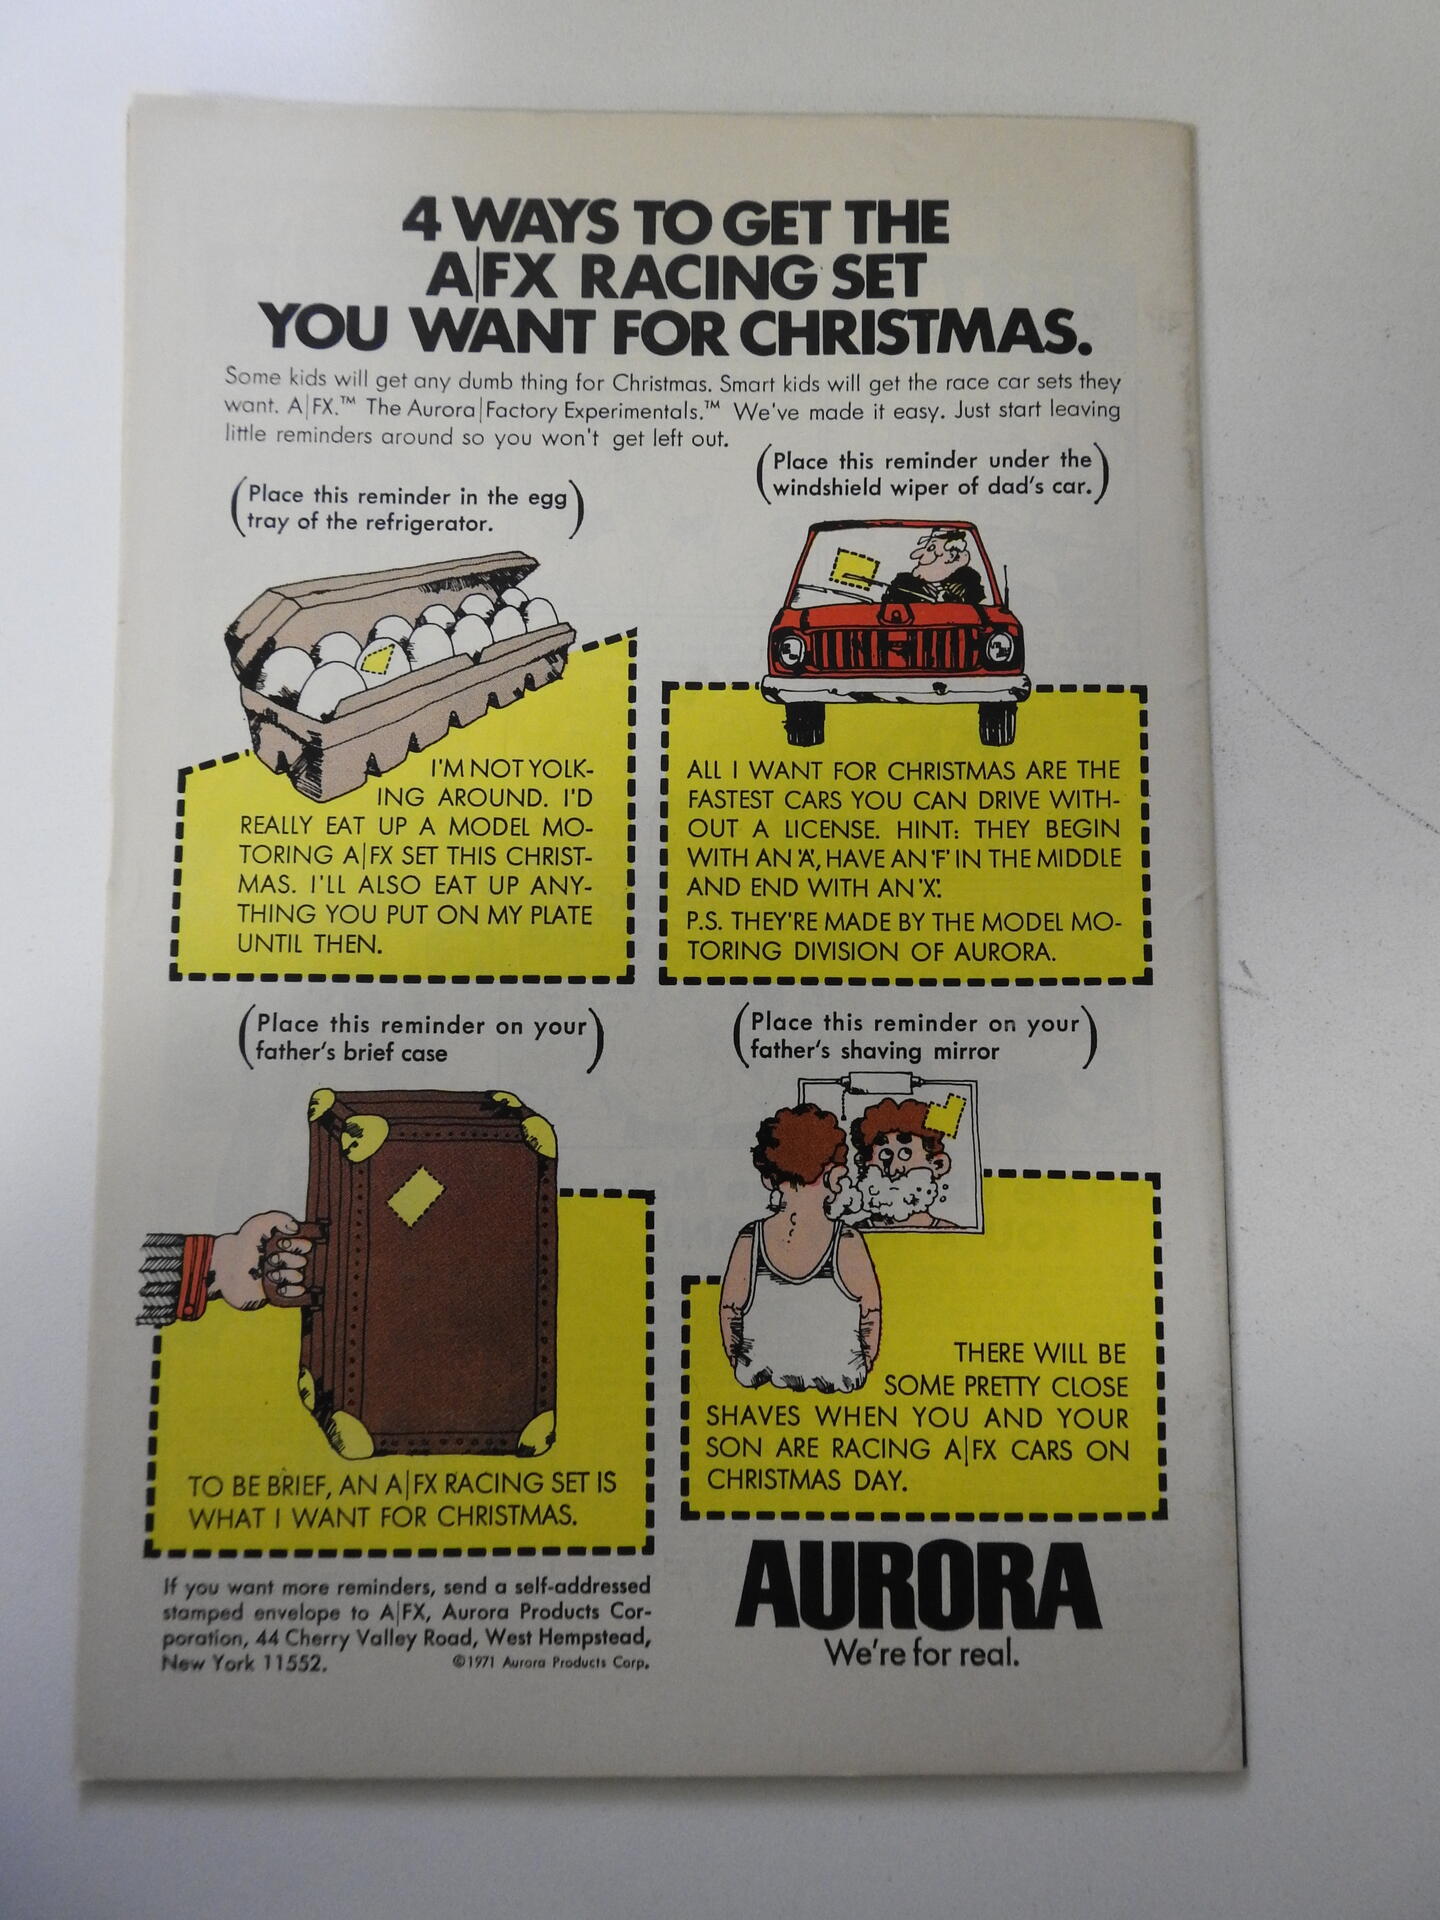 4 WAYS TO GET THE
A|FX RACING SET
YOU WANT FOR CHRISTMAS.
Some kids will get any dumb thing for Christmas. Smart kids will get the race car sets they
want. A|FX.™ The Aurora|Factory Experimentals.™ We've made it easy. Just start leaving
little reminders around so you won't get left out.
(Place this reminder in the egg
tray of the refrigerator.)
(Place this reminder under the
windshield wiper of dad's car.)
I'M NOT YOLK-
ING AROUND. I'D
REALLY EAT UP A MODEL MO-
TORING A|FX SET THIS CHRIST-
MAS. I'LL ALSO EAT UP ANY-
THING YOU PUT ON MY PLATE
UNTIL THEN.
ALL I WANT FOR CHRISTMAS ARE THE
FASTEST CARS YOU CAN DRIVE WITH-
OUT A LICENSE. HINT: THEY BEGIN
WITH AN 'A', HAVE AN 'F' IN THE MIDDLE
AND END WITH AN 'X'.
P.S. THEY'RE MADE BY THE MODEL MO-
TORING DIVISION OF AURORA.
(Place this reminder on your
father's brief case)
(Place this reminder on your
father's shaving mirror)
TO BE BRIEF, AN A|FX RACING SET IS
WHAT I WANT FOR CHRISTMAS.
THERE WILL BE
SOME PRETTY CLOSE
SHAVES WHEN YOU AND YOUR
SON ARE RACING A|FX CARS ON
CHRISTMAS DAY.
If you want more reminders, send a self-addressed
stamped envelope to A|FX, Aurora Products Cor-
poration, 44 Cherry Valley Road, West Hempstead,
New York 11552. ©1971 Aurora Products Corp.
AURORA
We're for real.